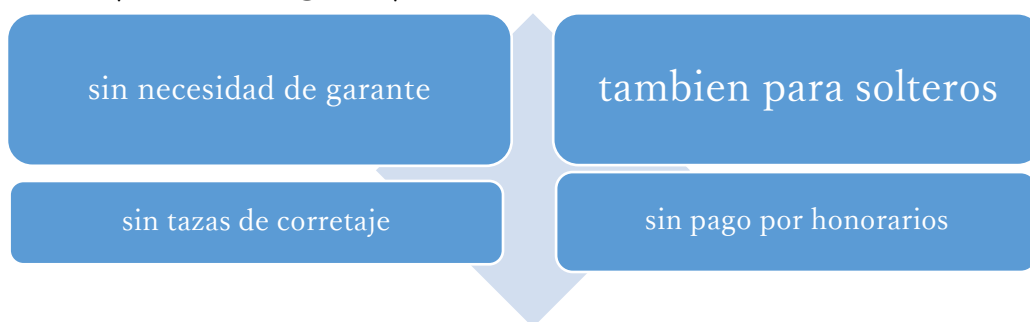 sin necesidad de garante
tambien para solteros
sin tazas de corretaje
sin pago por honorarios